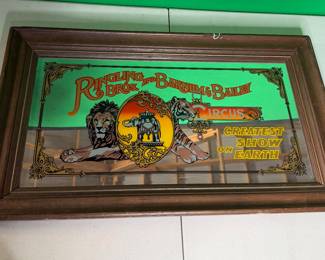 RINGLING
BROS. AND BARNUM & BAILEY
CIRCUS
GREATEST
SHOW
ON EARTH